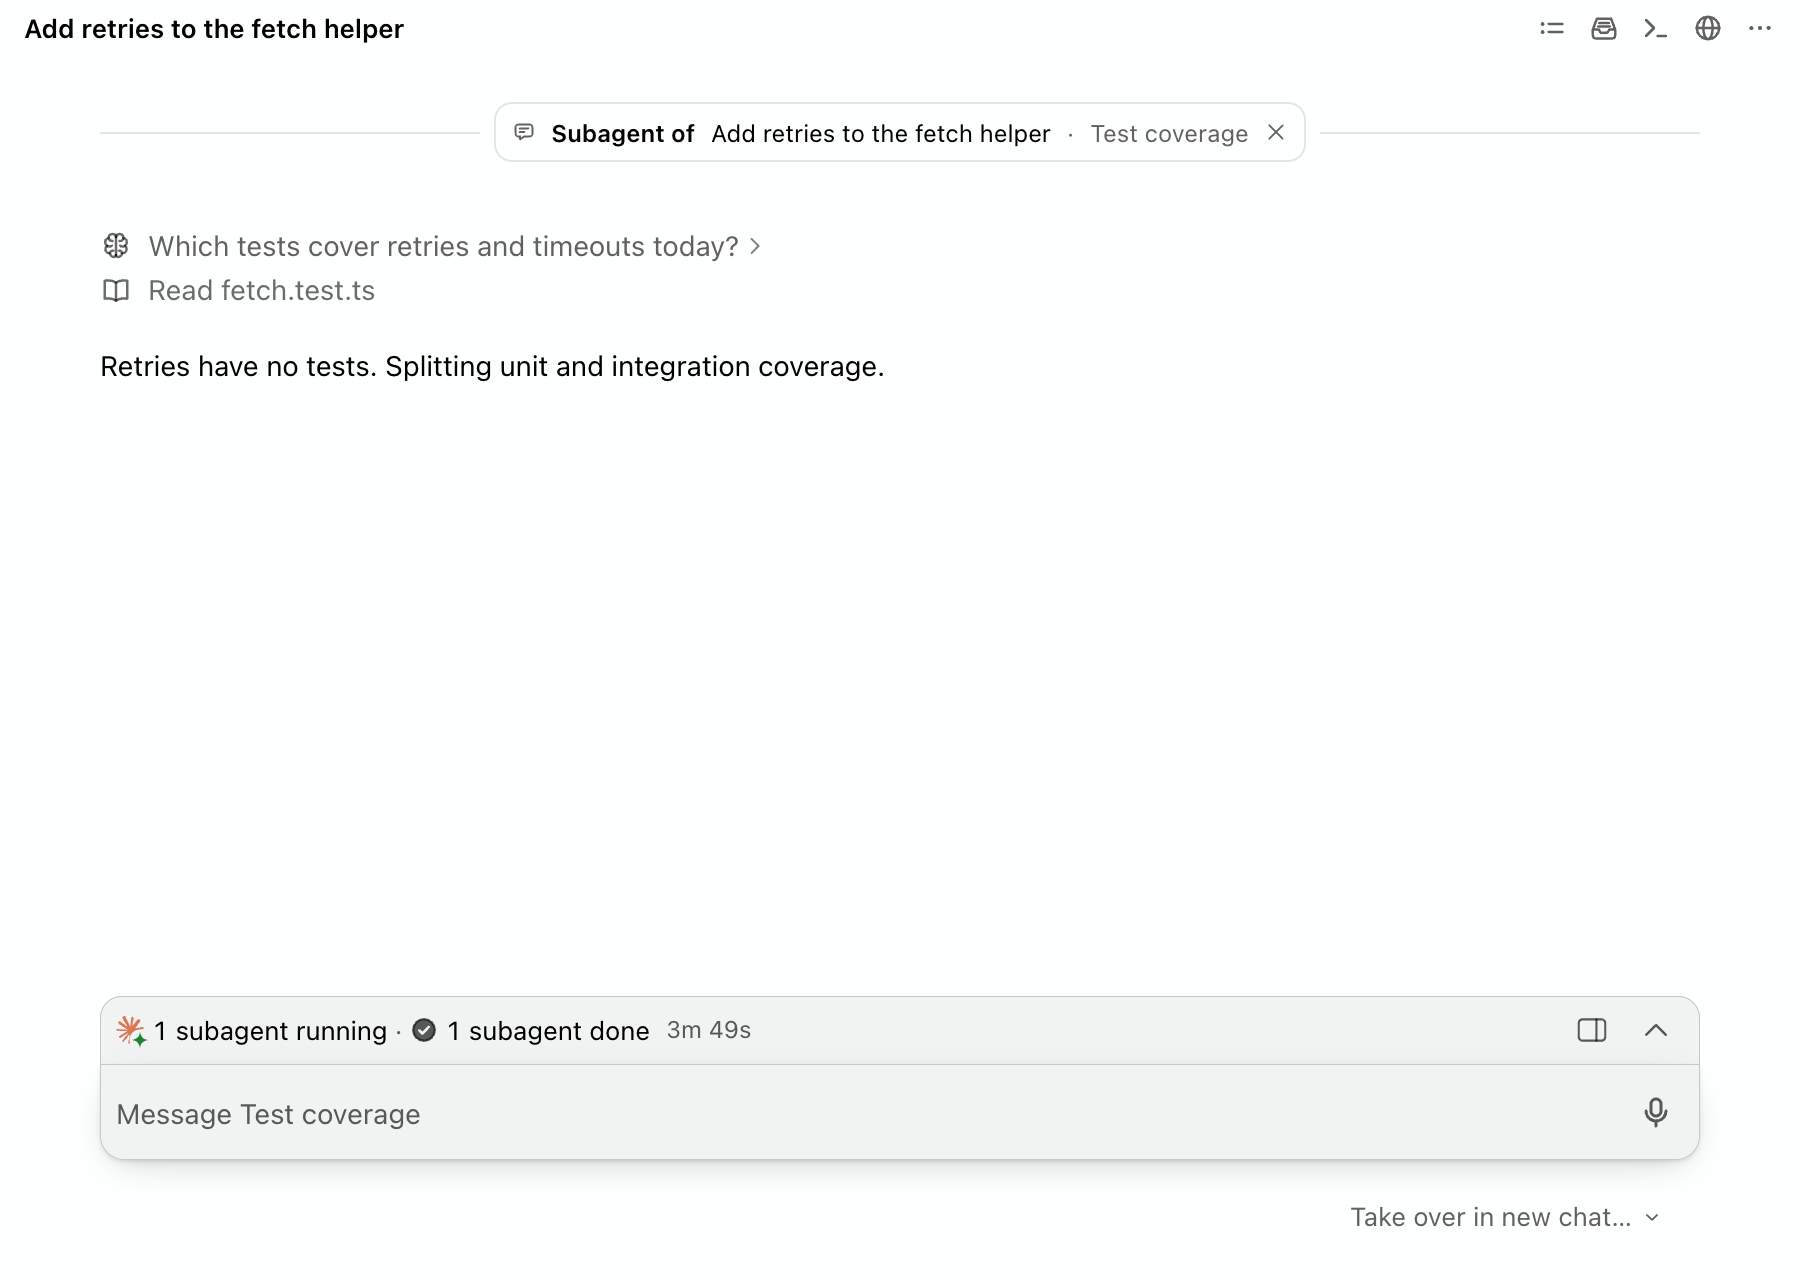 Add retries to the fetch helper
Subagent of Add retries to the fetch helper · Test coverage
Which tests cover retries and timeouts today?
Read fetch.test.ts
Retries have no tests. Splitting unit and integration coverage.
1 subagent running · 1 subagent done 3m 49s
Message Test coverage
Take over in new chat...